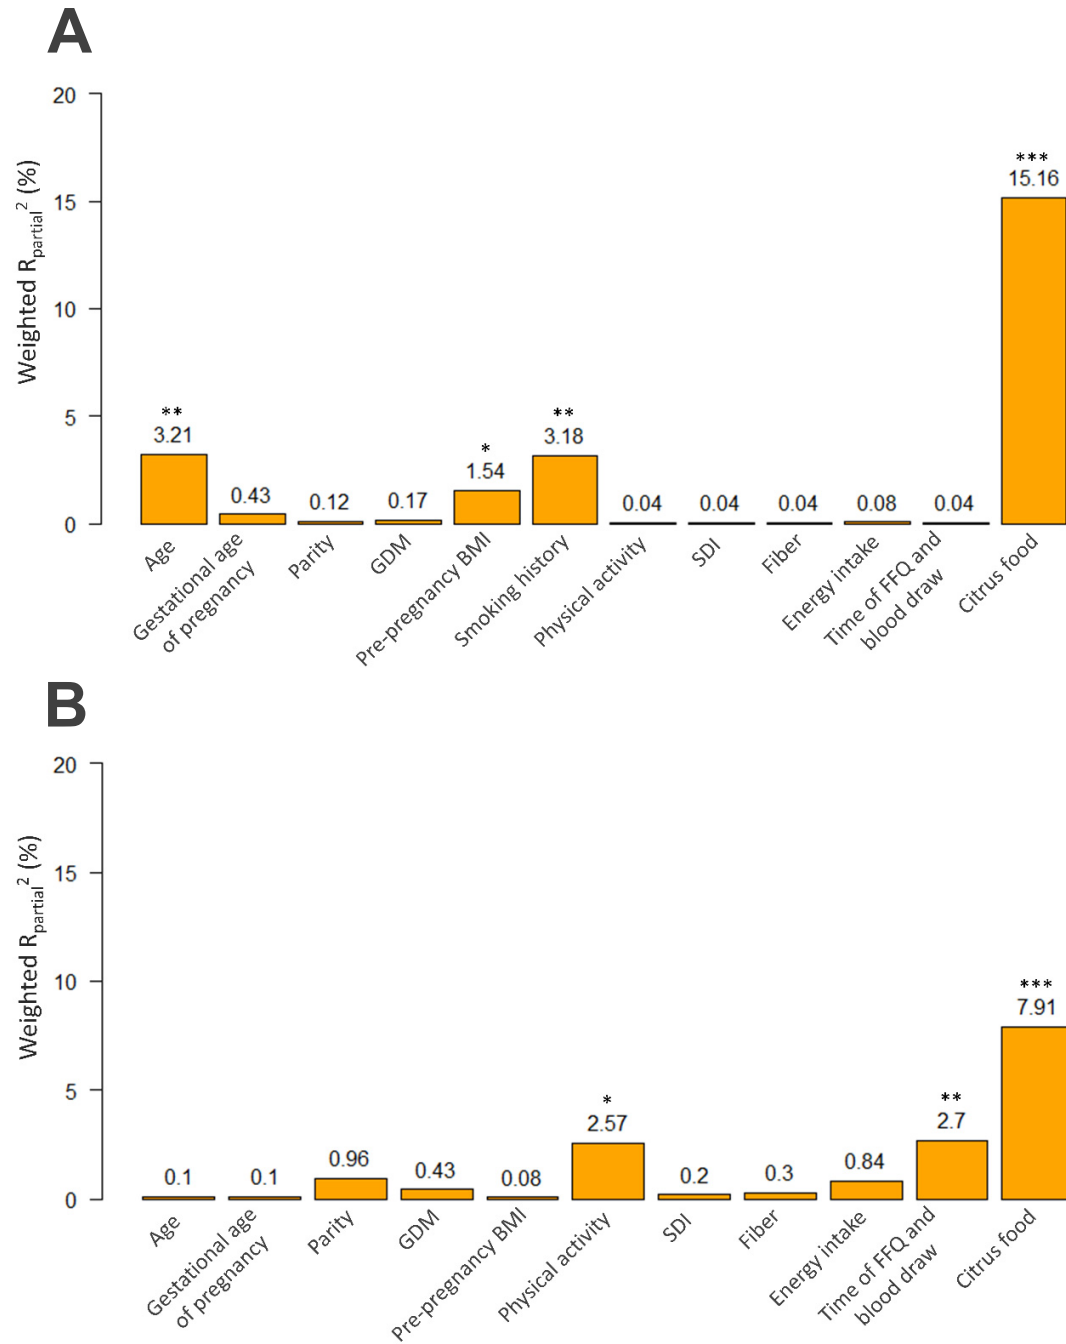 A
Weighted Rpartial2 (%)
20
15
10
5
0
**
3.21
0.43
0.12
0.17
*
1.54
**
3.18
0.04
0.04
0.04
0.08
0.04
***
15.16
Age
Gestational age
of pregnancy
Parity
GDM
Pre-pregnancy BMI
Smoking history
Physical activity
SDI
Fiber
Energy intake
Time of FFQ and
blood draw
Citrus food
B
Weighted Rpartial2 (%)
20
15
10
5
0
0.1
0.1
0.96
0.43
0.08
*
2.57
0.2
0.3
0.84
**
2.7
***
7.91
Age
Gestational age
of pregnancy
Parity
GDM
Pre-pregnancy BMI
Physical activity
SDI
Fiber
Energy intake
Time of FFQ and
blood draw
Citrus food